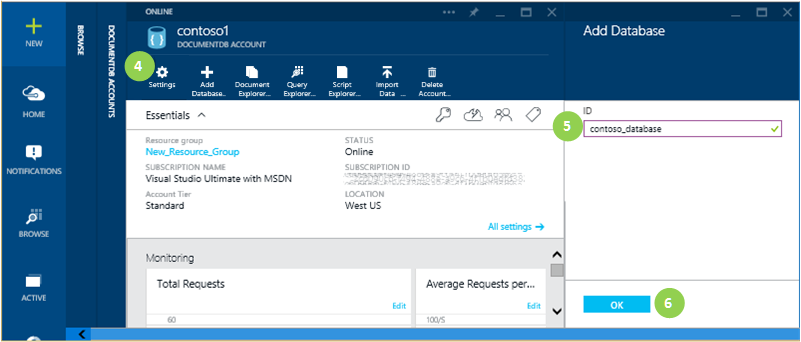 NEW
HOME
NOTIFICATIONS
BROWSE
ACTIVE
BROWSE
DOCUMENTDB ACCOUNTS
ONLINE
contoso1
DOCUMENTDB ACCOUNT
4
Settings
Add
Database...
Document
Explorer...
Query
Explorer...
Script
Explorer...
Import
Data ...
Delete
Account...
Essentials
Resource group
New_Resource_Group
STATUS
Online
SUBSCRIPTION NAME
Visual Studio Ultimate with MSDN
SUBSCRIPTION ID
Account Tier
Standard
LOCATION
West US
All settings
Monitoring
Total Requests
Edit
60
Average Requests per...
Edit
100/S
Add Database
ID
5
contoso_database
OK
6